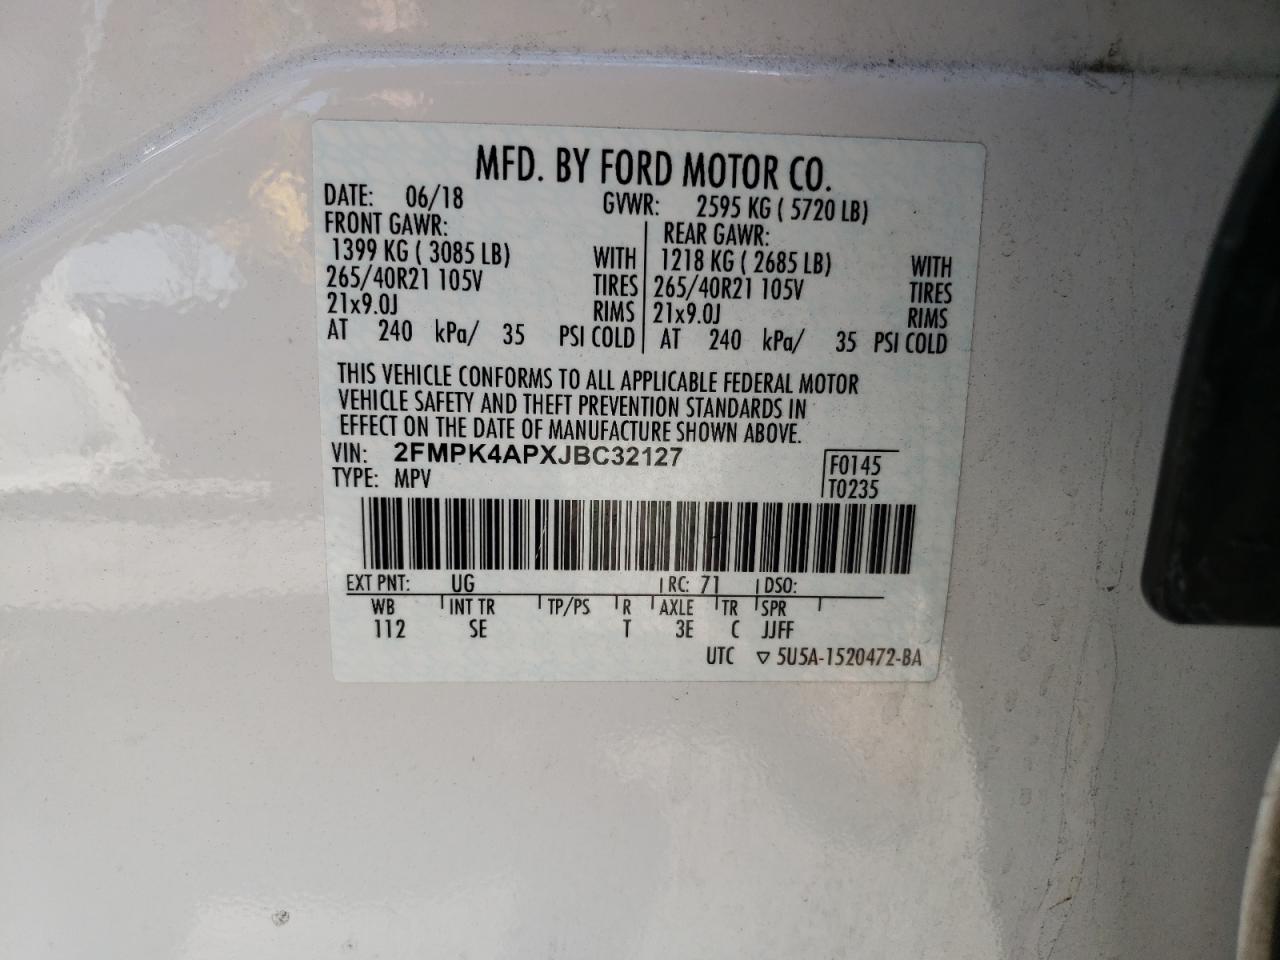 MFD. BY FORD MOTOR CO.
DATE: 06/18 GVWR: 2595 KG ( 5720 LB)
FRONT GAWR: REAR GAWR:
1399 KG ( 3085 LB) WITH 1218 KG ( 2685 LB) WITH
265/40R21 105V TIRES 265/40R21 105V TIRES
21x9.0J RIMS 21x9.0J RIMS
AT 240 kPa/ 35 PSI COLD AT 240 kPa/ 35 PSI COLD
THIS VEHICLE CONFORMS TO ALL APPLICABLE FEDERAL MOTOR
VEHICLE SAFETY AND THEFT PREVENTION STANDARDS IN
EFFECT ON THE DATE OF MANUFACTURE SHOWN ABOVE.
VIN: 2FMPK4APXJBC32127 F0145
TYPE: MPV T0235
EXT PNT: UG RC: 71 DSO:
WB INT TR TP/PS R AXLE TR SPR
112 SE T 3E C JJFF
UTC ▽ 5U5A-1520472-BA